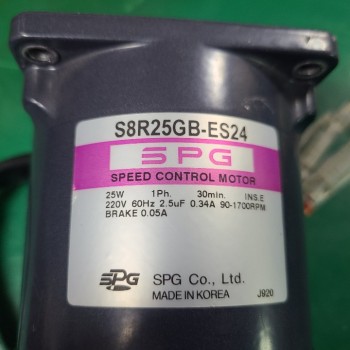 S8R25GB-ES24
SPG
SPEED CONTROL MOTOR
25W 1Ph. 30min. INS.E
220V 60Hz 2.5uF 0.34A 90-1700RPM
BRAKE 0.05A
SPG SPG Co., Ltd.
MADE IN KOREA J920